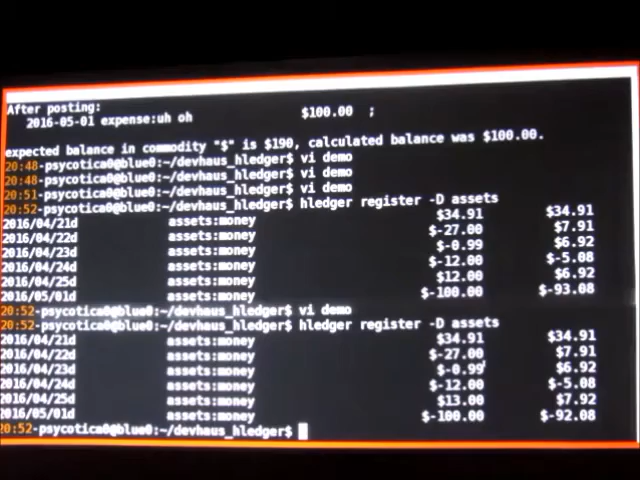 After posting:
2016-05-01 expense:uh oh $100.00 ;
expected balance in commodity "$" is $190, calculated balance was $100.00.
20:48-psycotica0@blue0:~/devhaus_hledger$ vi demo
20:48-psycotica0@blue0:~/devhaus_hledger$ vi demo
20:51-psycotica0@blue0:~/devhaus_hledger$ vi demo
20:52-psycotica0@blue0:~/devhaus_hledger$ hledger register -D assets
2016/04/21d assets:money $34.91 $34.91
2016/04/22d assets:money $-27.00 $7.91
2016/04/23d assets:money $-0.99 $6.92
2016/04/24d assets:money $-12.00 $-5.08
2016/04/25d assets:money $12.00 $6.92
2016/05/01d assets:money $-100.00 $-93.08
20:52-psycotica0@blue0:~/devhaus_hledger$ vi demo
20:52-psycotica0@blue0:~/devhaus_hledger$ hledger register -D assets
2016/04/21d assets:money $34.91 $34.91
2016/04/22d assets:money $-27.00 $7.91
2016/04/23d assets:money $-0.99 $6.92
2016/04/24d assets:money $-12.00 $-5.08
2016/04/25d assets:money $13.00 $7.92
2016/05/01d assets:money $-100.00 $-92.08
20:52-psycotica0@blue0:~/devhaus_hledger$